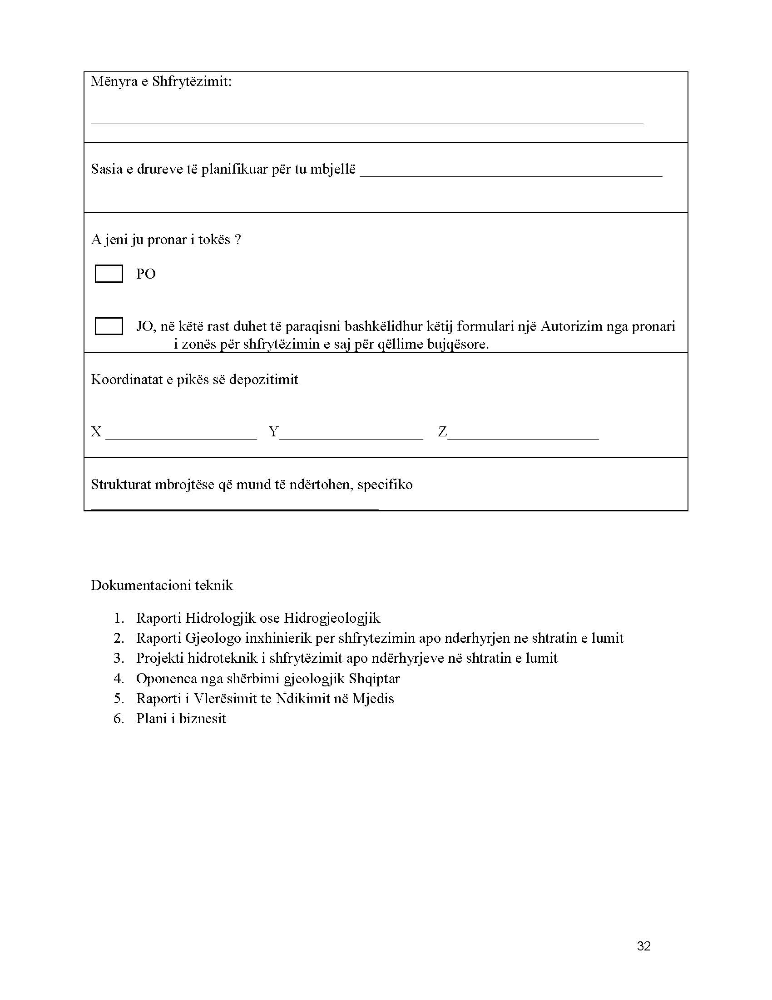 Mënyra e Shfrytëzimit:
Sasia e drureve të planifikuar për tu mbjellë
A jeni ju pronar i tokës ?
PO
JO, në këtë rast duhet të paraqisni bashkëlidhur këtij formulari një Autorizim nga pronari
i zonës për shfrytëzimin e saj për qëllime bujqësore.
Koordinatat e pikës së depozitimit
X Y Z
Strukturat mbrojtëse që mund të ndërtohen, specifiko
Dokumentacioni teknik
1. Raporti Hidrologjik ose Hidrogjeologjik
2. Raporti Gjeologo inxhinierik per shfrytezimin apo nderhyrjen ne shtratin e lumit
3. Projekti hidroteknik i shfrytëzimit apo ndërhyrjeve në shtratin e lumit
4. Oponenca nga shërbimi gjeologjik Shqiptar
5. Raporti i Vlerësimit te Ndikimit në Mjedis
6. Plani i biznesit
32